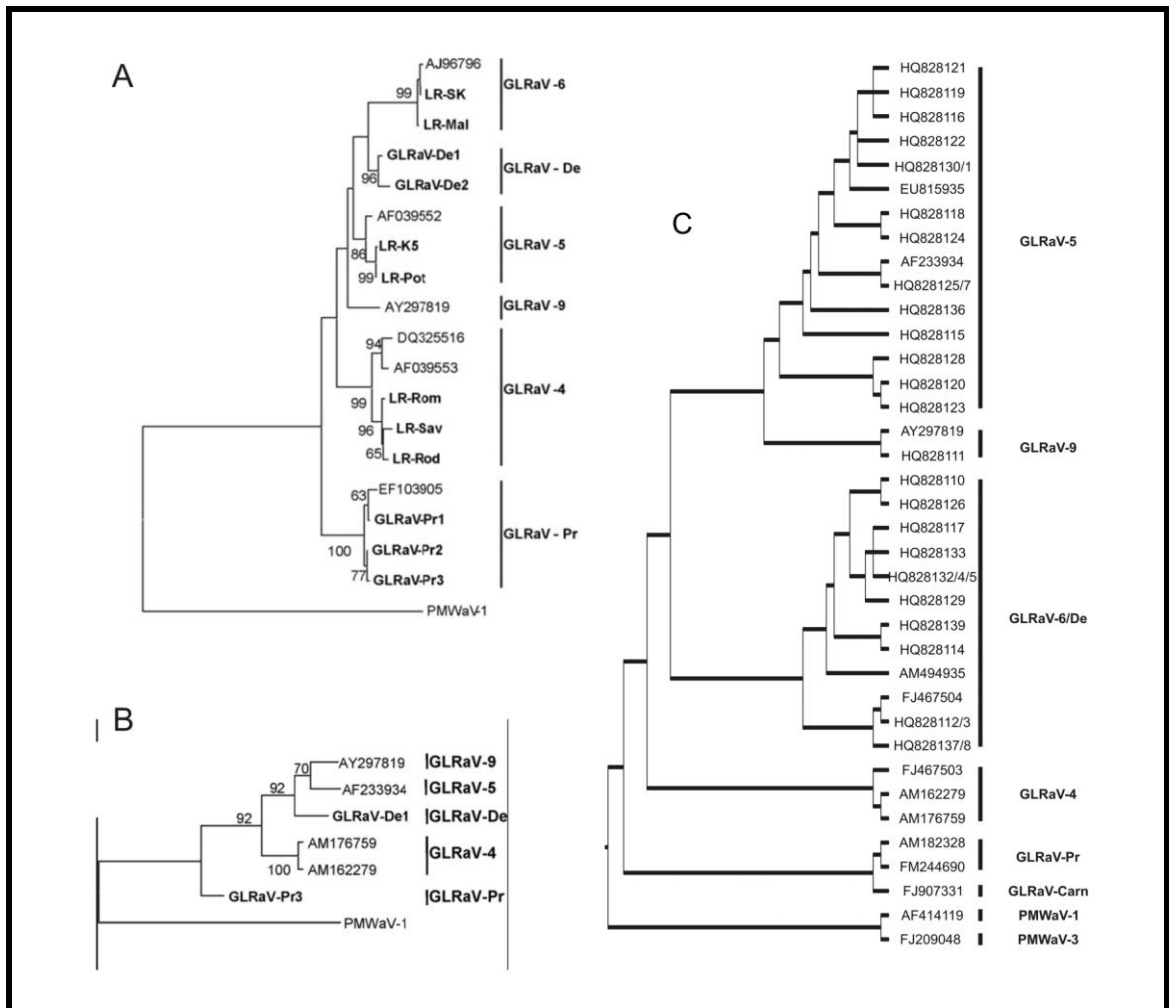 A
AJ96796
99
LR-SK
LR-Mal
GLRaV -6
GLRaV-De1
96
GLRaV-De2
GLRaV - De
AF039552
86
LR-K5
99
LR-Pot
GLRaV -5
AY297819
GLRaV -9
94
DQ325516
AF039553
99
LR-Rom
96
LR-Sav
65
LR-Rod
GLRaV -4
63
EF103905
GLRaV-Pr1
100
GLRaV-Pr2
77
GLRaV-Pr3
GLRaV - Pr
PMWaV-1
B
70
AY297819
GLRaV-9
92
AF233934
GLRaV-5
92
GLRaV-De1
GLRaV-De
AM176759
100
AM162279
GLRaV-4
GLRaV-Pr3
GLRaV-Pr
PMWaV-1
C
HQ828121
HQ828119
HQ828116
HQ828122
HQ828130/1
EU815935
HQ828118
HQ828124
AF233934
HQ828125/7
HQ828136
HQ828115
HQ828128
HQ828120
HQ828123
GLRaV-5
AY297819
HQ828111
GLRaV-9
HQ828110
HQ828126
HQ828117
HQ828133
HQ828132/4/5
HQ828129
HQ828139
HQ828114
AM494935
FJ467504
HQ828112/3
HQ828137/8
GLRaV-6/De
FJ467503
AM162279
AM176759
GLRaV-4
AM182328
FM244690
GLRaV-Pr
FJ907331
GLRaV-Carn
AF414119
PMWaV-1
FJ209048
PMWaV-3